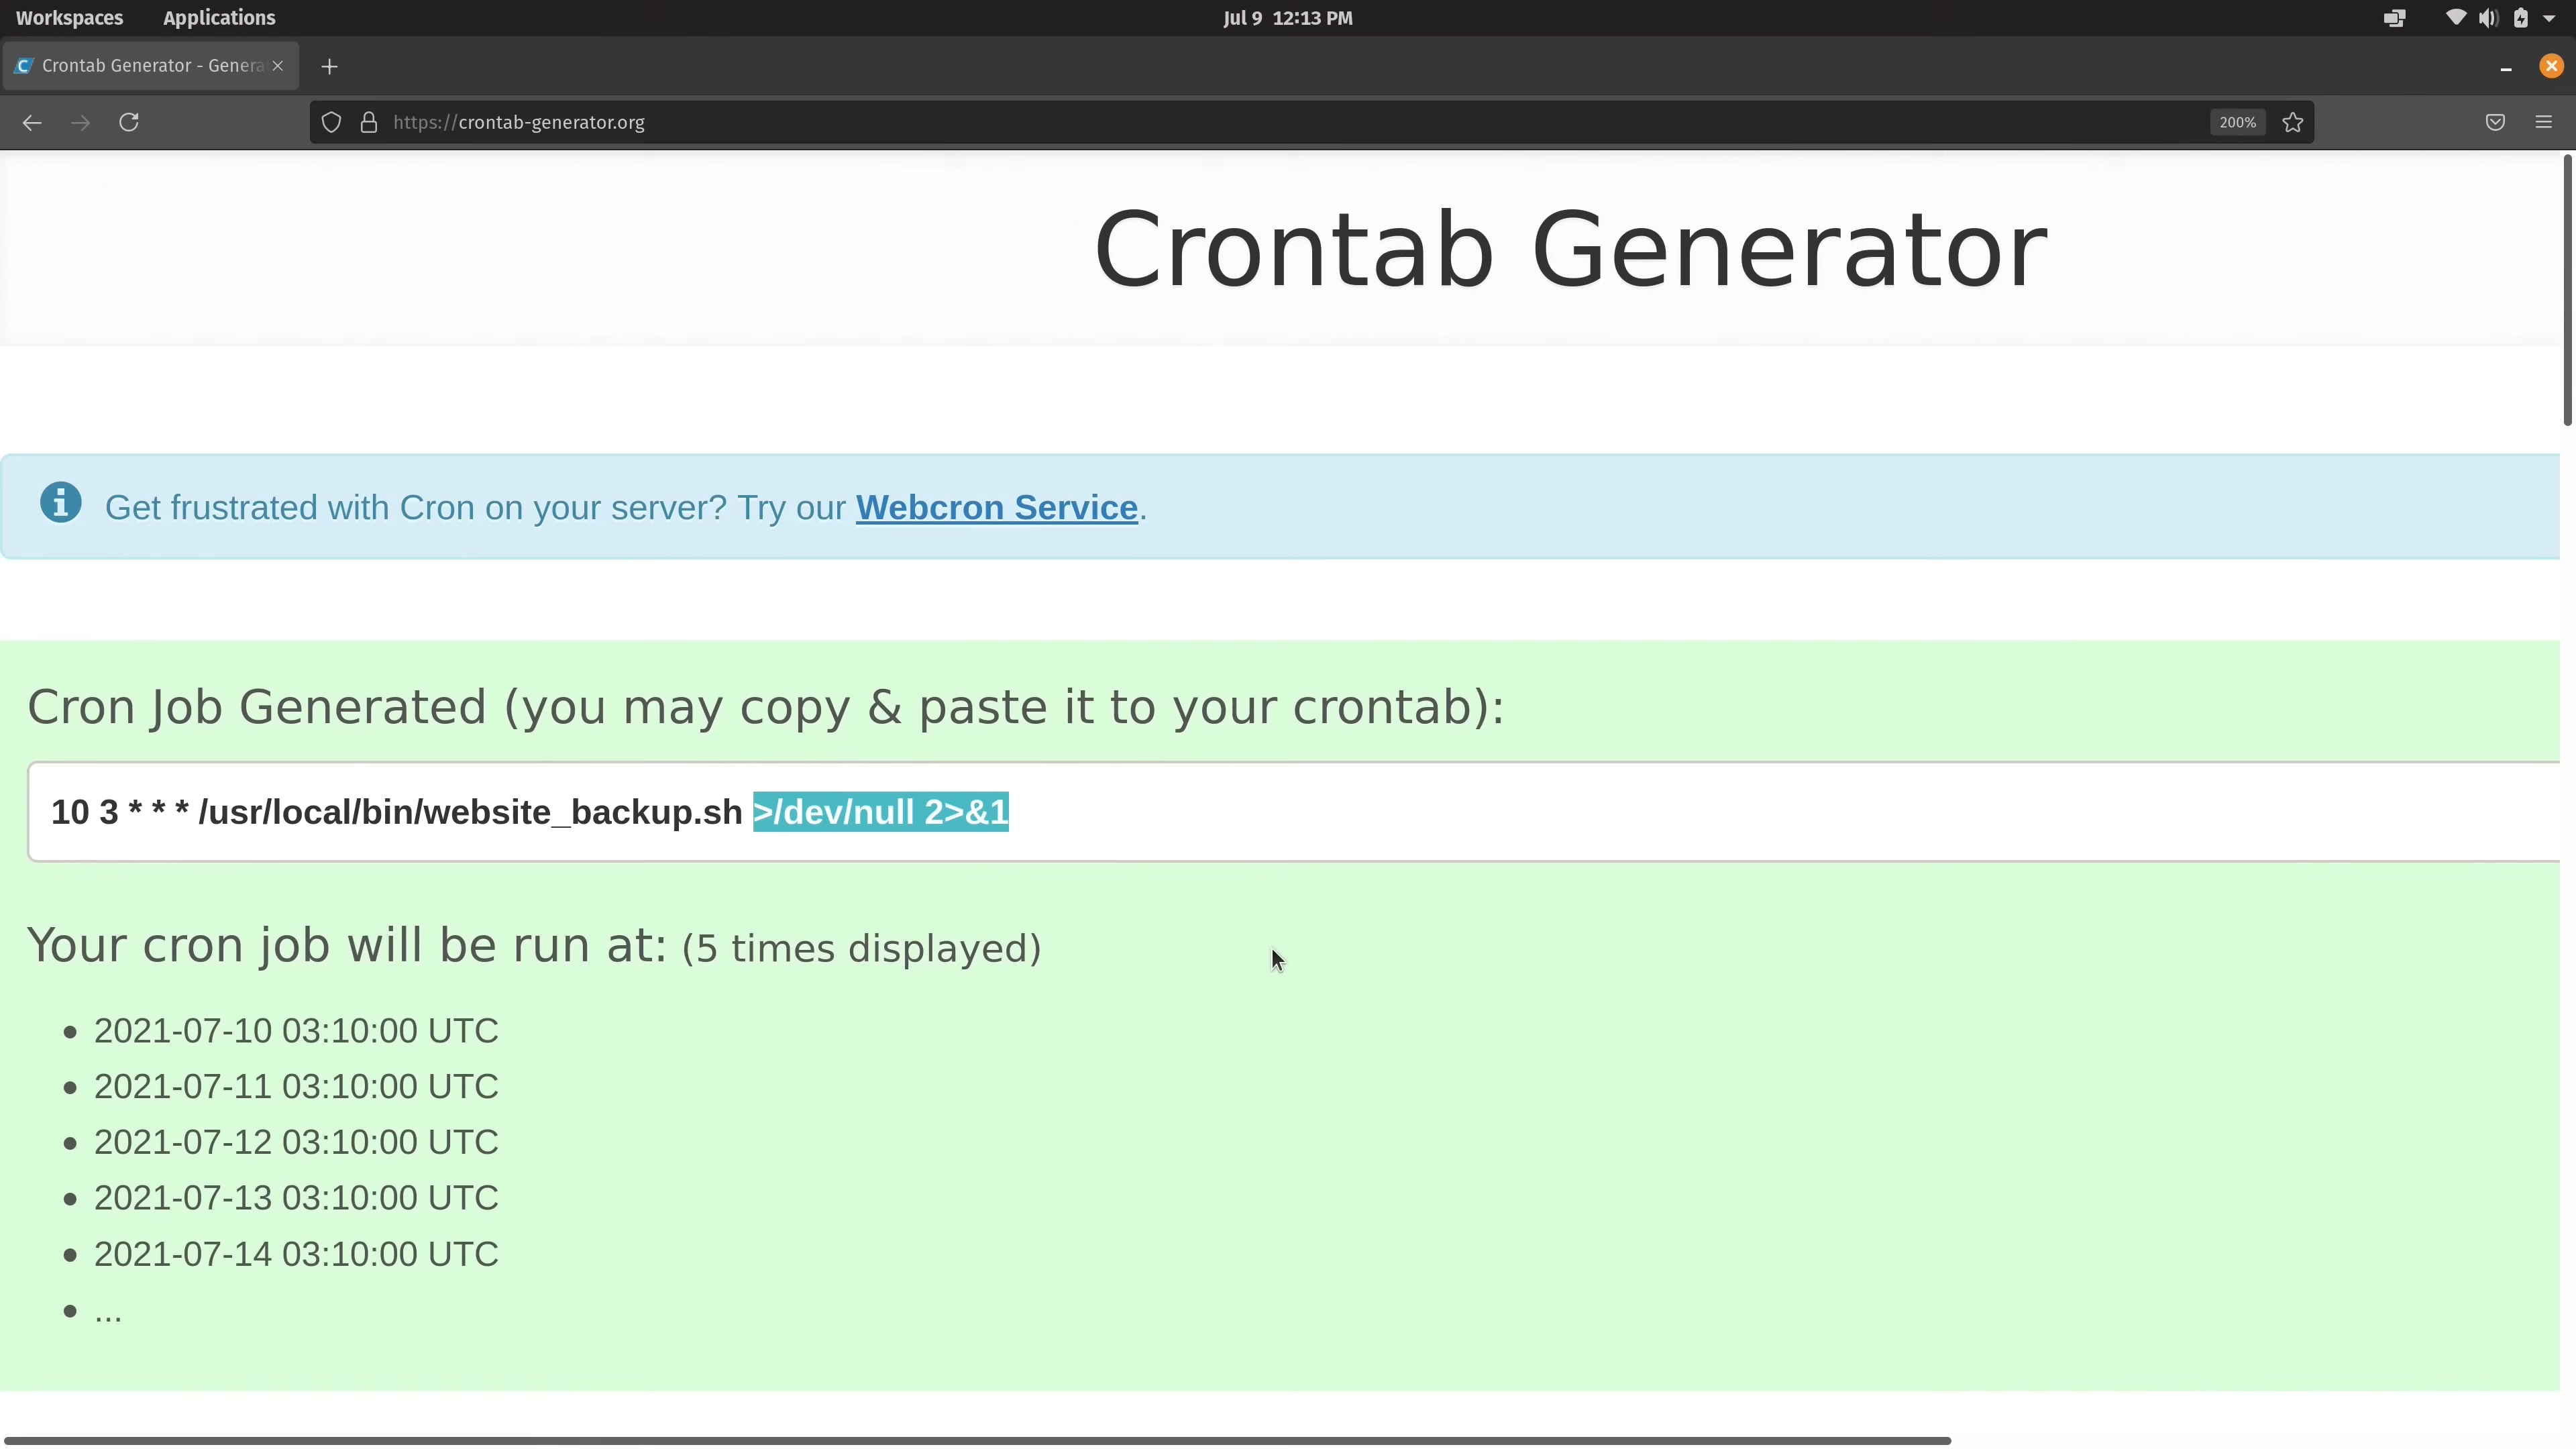 Workspaces Applications Jul 9 12:13 PM
Crontab Generator - Genera
https://crontab-generator.org 200%
Crontab Generator
Get frustrated with Cron on your server? Try our Webcron Service.
Cron Job Generated (you may copy & paste it to your crontab):
10 3 * * * /usr/local/bin/website_backup.sh >/dev/null 2>&1
Your cron job will be run at: (5 times displayed)
2021-07-10 03:10:00 UTC
2021-07-11 03:10:00 UTC
2021-07-12 03:10:00 UTC
2021-07-13 03:10:00 UTC
2021-07-14 03:10:00 UTC
...